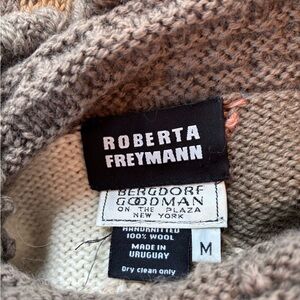 ROBERTA
FREYMANN
BERGDORF
GOODMAN
ON THE PLAZA
NEW YORK
HANDKNITTED
100% WOOL
MADE IN
URUGUAY
Dry clean only
M